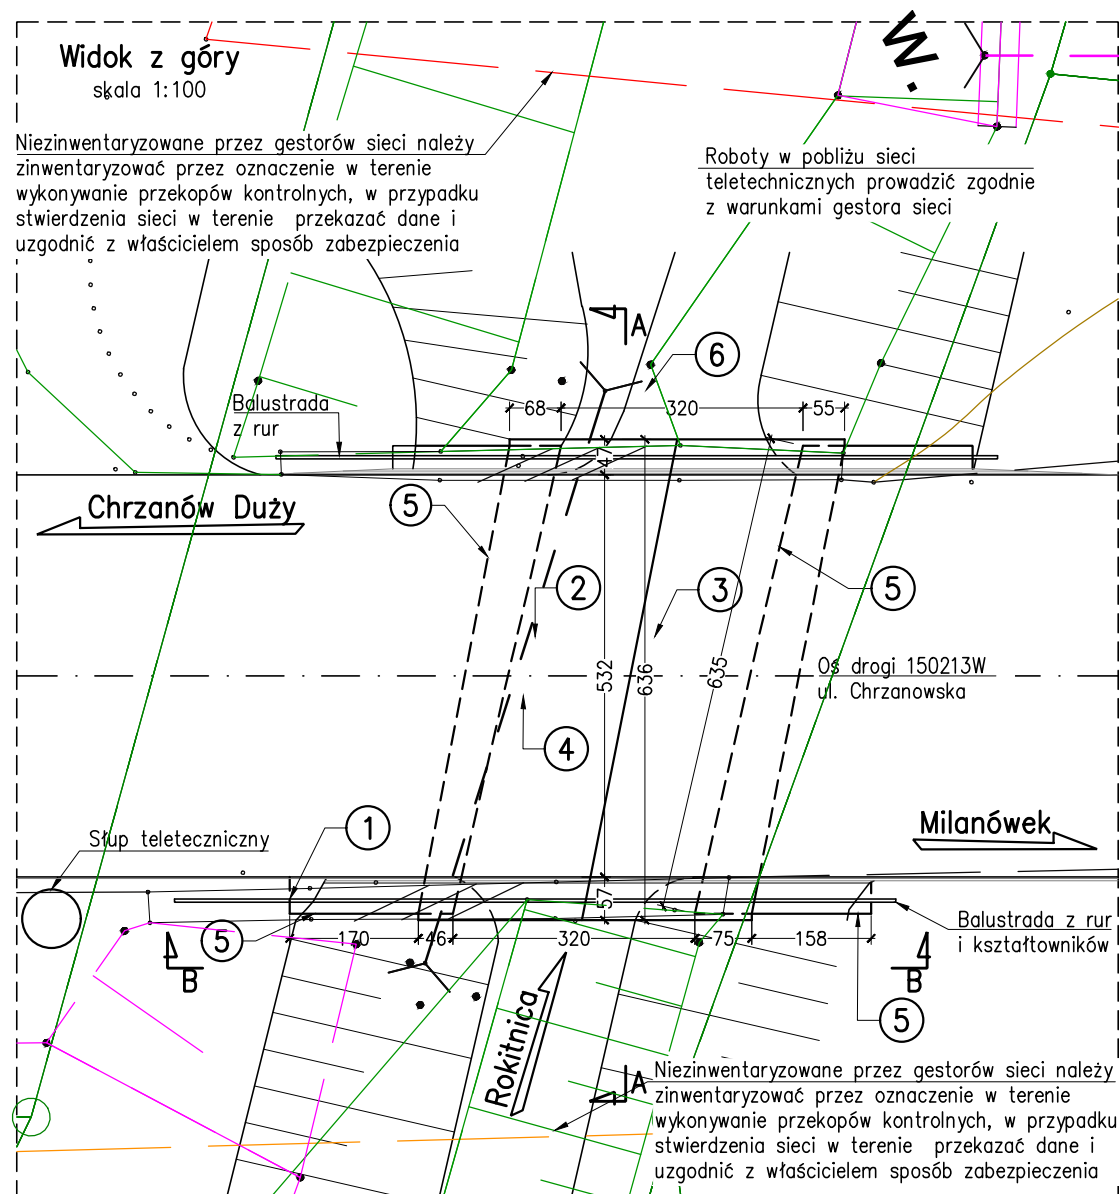 Widok z góry
skala 1:100
W.
Niezinwentaryzowane przez gestorów sieci należy
zinwentaryzować przez oznaczenie w terenie
wykonywanie przekopów kontrolnych, w przypadku
stwierdzenia sieci w terenie przekazać dane i
uzgodnić z właścicielem sposób zabezpieczenia
Roboty w pobliżu sieci
teletechnicznych prowadzić zgodnie
z warunkami gestora sieci
A
6
Balustrada
z rur
68
320
55
47
Chrzanów Duży
5
2
3
5
532
636
635
Oś drogi 150213W
ul. Chrzanowska
4
Słup teleteczniczny
1
Milanówek
57
5
170
46
320
75
158
Balustrada z rur
i kształtowników
B
B
5
Rokitnica
A
Niezinwentaryzowane przez gestorów sieci należy
zinwentaryzować przez oznaczenie w terenie
wykonywanie przekopów kontrolnych, w przypadku
stwierdzenia sieci w terenie przekazać dane i
uzgodnić z właścicielem sposób zabezpieczenia